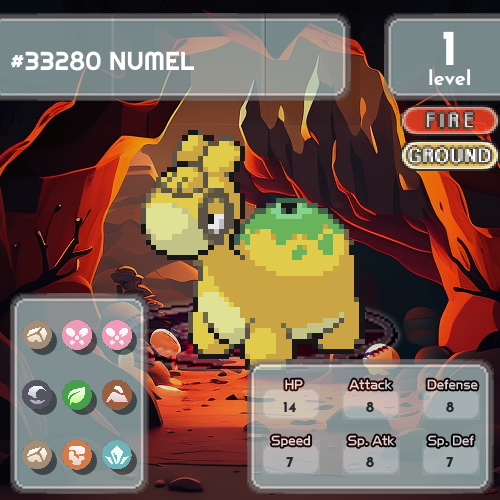 #33280 NUMEL
1
level
FIRE
GROUND
HP Attack Defense
14 8 8
Speed Sp. Atk Sp. Def
7 8 7